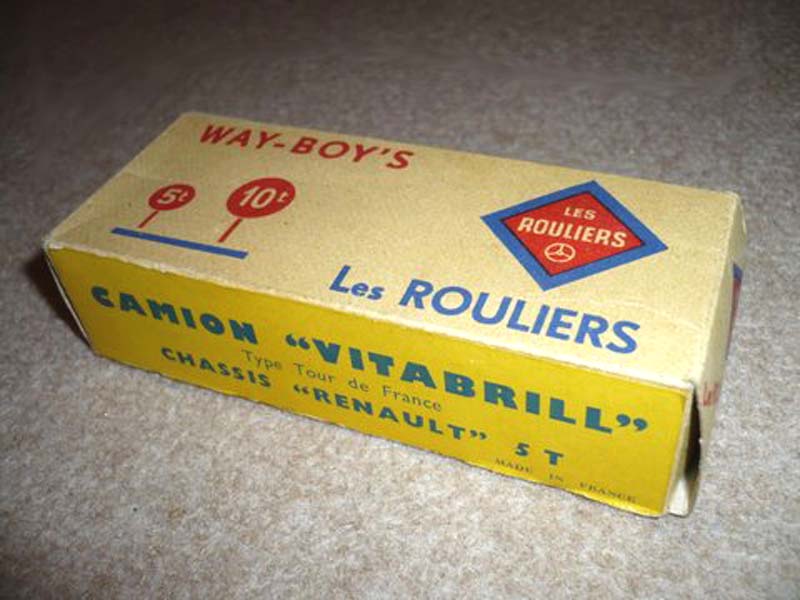 WAY-BOY'S
5t
10t
LES
ROULIERS
Les ROULIERS
CAMION “VITABRILL”
Type Tour de France
CHASSIS “RENAULT” 5 T
MADE IN FRANCE